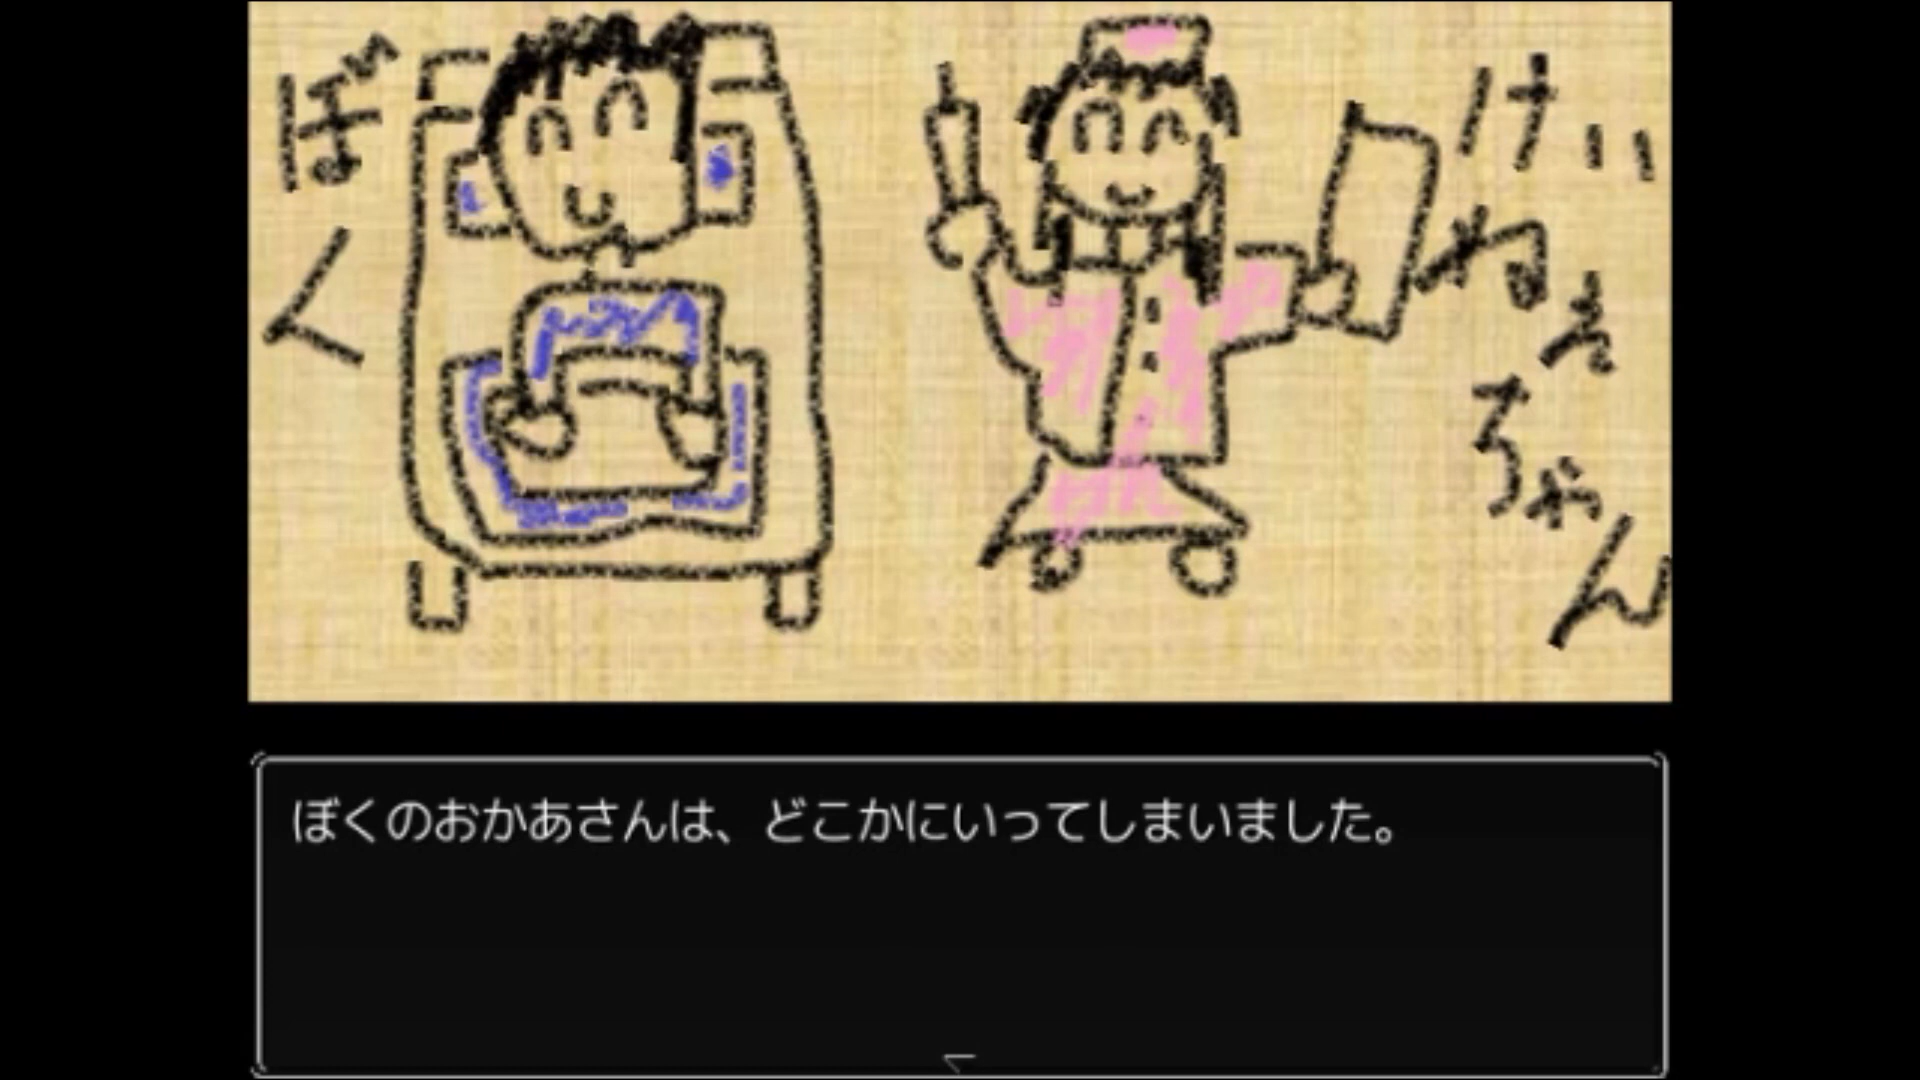 ぼく
けいねぇちゃん
ぼくのおかあさんは、どこかにいってしまいました。